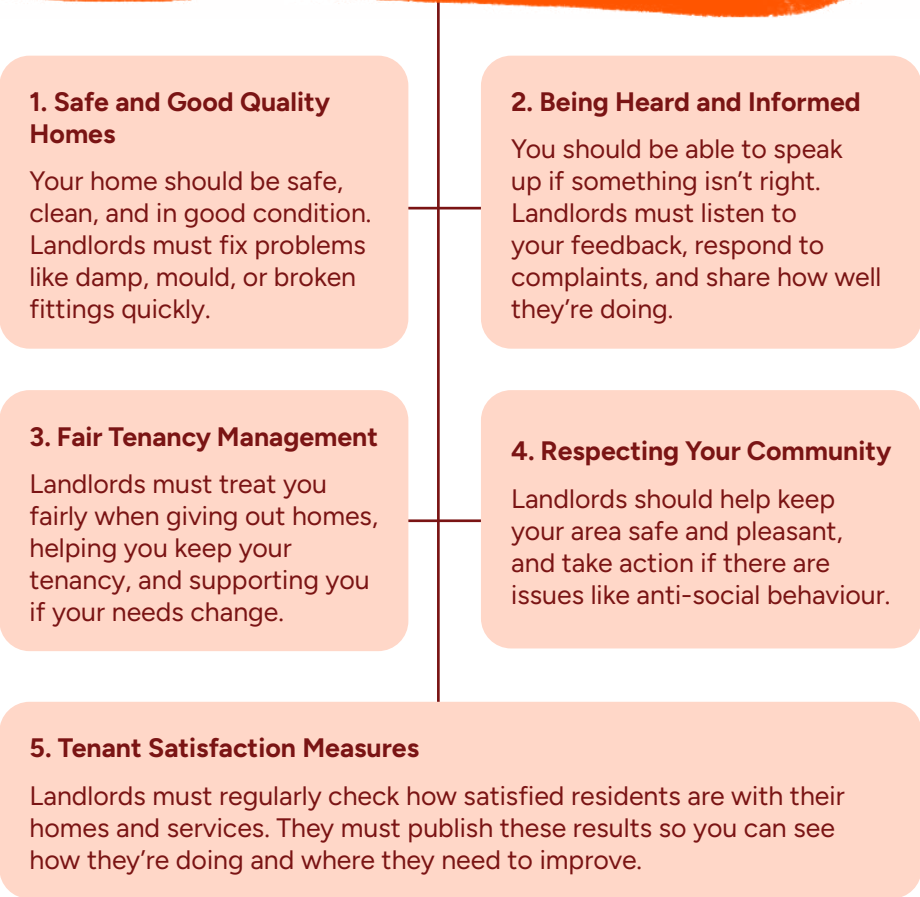 1. Safe and Good Quality
Homes
Your home should be safe,
clean, and in good condition.
Landlords must fix problems
like damp, mould, or broken
fittings quickly.
2. Being Heard and Informed
You should be able to speak
up if something isn’t right.
Landlords must listen to
your feedback, respond to
complaints, and share how well
they’re doing.
3. Fair Tenancy Management
Landlords must treat you
fairly when giving out homes,
helping you keep your
tenancy, and supporting you
if your needs change.
4. Respecting Your Community
Landlords should help keep
your area safe and pleasant,
and take action if there are
issues like anti-social behaviour.
5. Tenant Satisfaction Measures
Landlords must regularly check how satisfied residents are with their
homes and services. They must publish these results so you can see
how they’re doing and where they need to improve.